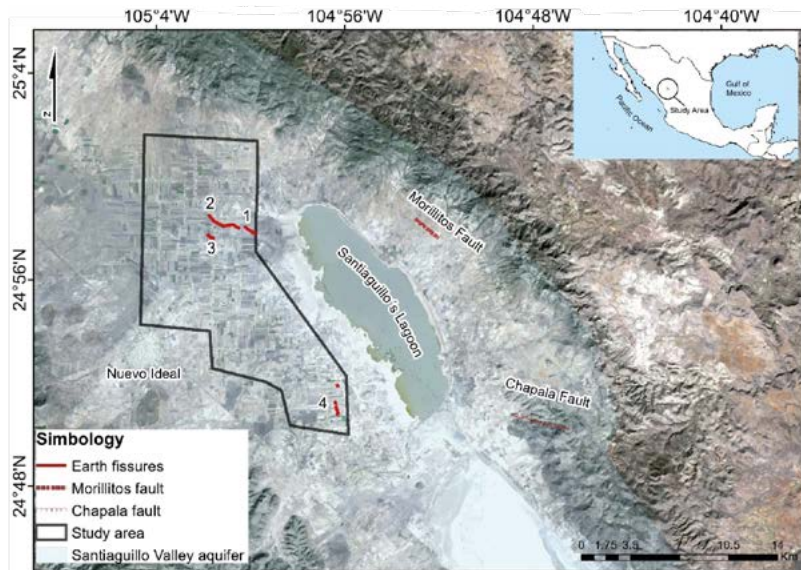 105°4'W
104°56'W
104°48'W
104°40'W
25°4'N
24°56'N
24°48'N
N
Gulf of
Mexico
Study Area
Pacific Ocean
Morillitos Fault
2
1
3
Santiaguillo´s Lagoon
Nuevo Ideal
Chapala Fault
4
Simbology
Earth fissures
Morillitos fault
Chapala fault
Study area
Santiaguillo Valley aquifer
0 1.75 3.5 7 10.5 14
Km